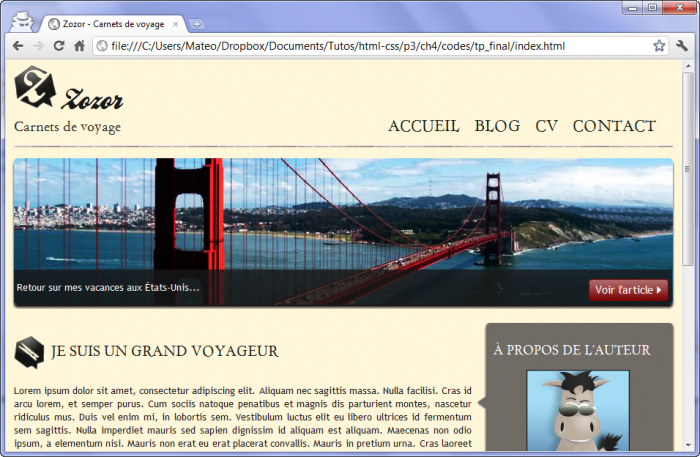 Zozor - Carnets de voyage
file:///C:/Users/Mateo/Dropbox/Documents/Tutos/html-css/p3/ch4/codes/tp_final/index.html
Z Zozor
Carnets de voyage
ACCUEIL BLOG CV CONTACT
Retour sur mes vacances aux États-Unis...
Voir l'article
JE SUIS UN GRAND VOYAGEUR
À PROPOS DE L'AUTEUR
Lorem ipsum dolor sit amet, consectetur adipiscing elit. Aliquam nec sagittis massa. Nulla facilisi. Cras id
arcu lorem, et semper purus. Cum sociis natoque penatibus et magnis dis parturient montes, nascetur
ridiculus mus. Duis vel enim mi, in lobortis sem. Vestibulum luctus elit eu libero ultrices id fermentum
sem sagittis. Nulla imperdiet mauris sed sapien dignissim id aliquam est aliquam. Maecenas non odio
ipsum, a elementum nisi. Mauris non erat eu erat placerat convallis. Mauris in pretium urna. Cras laoreet